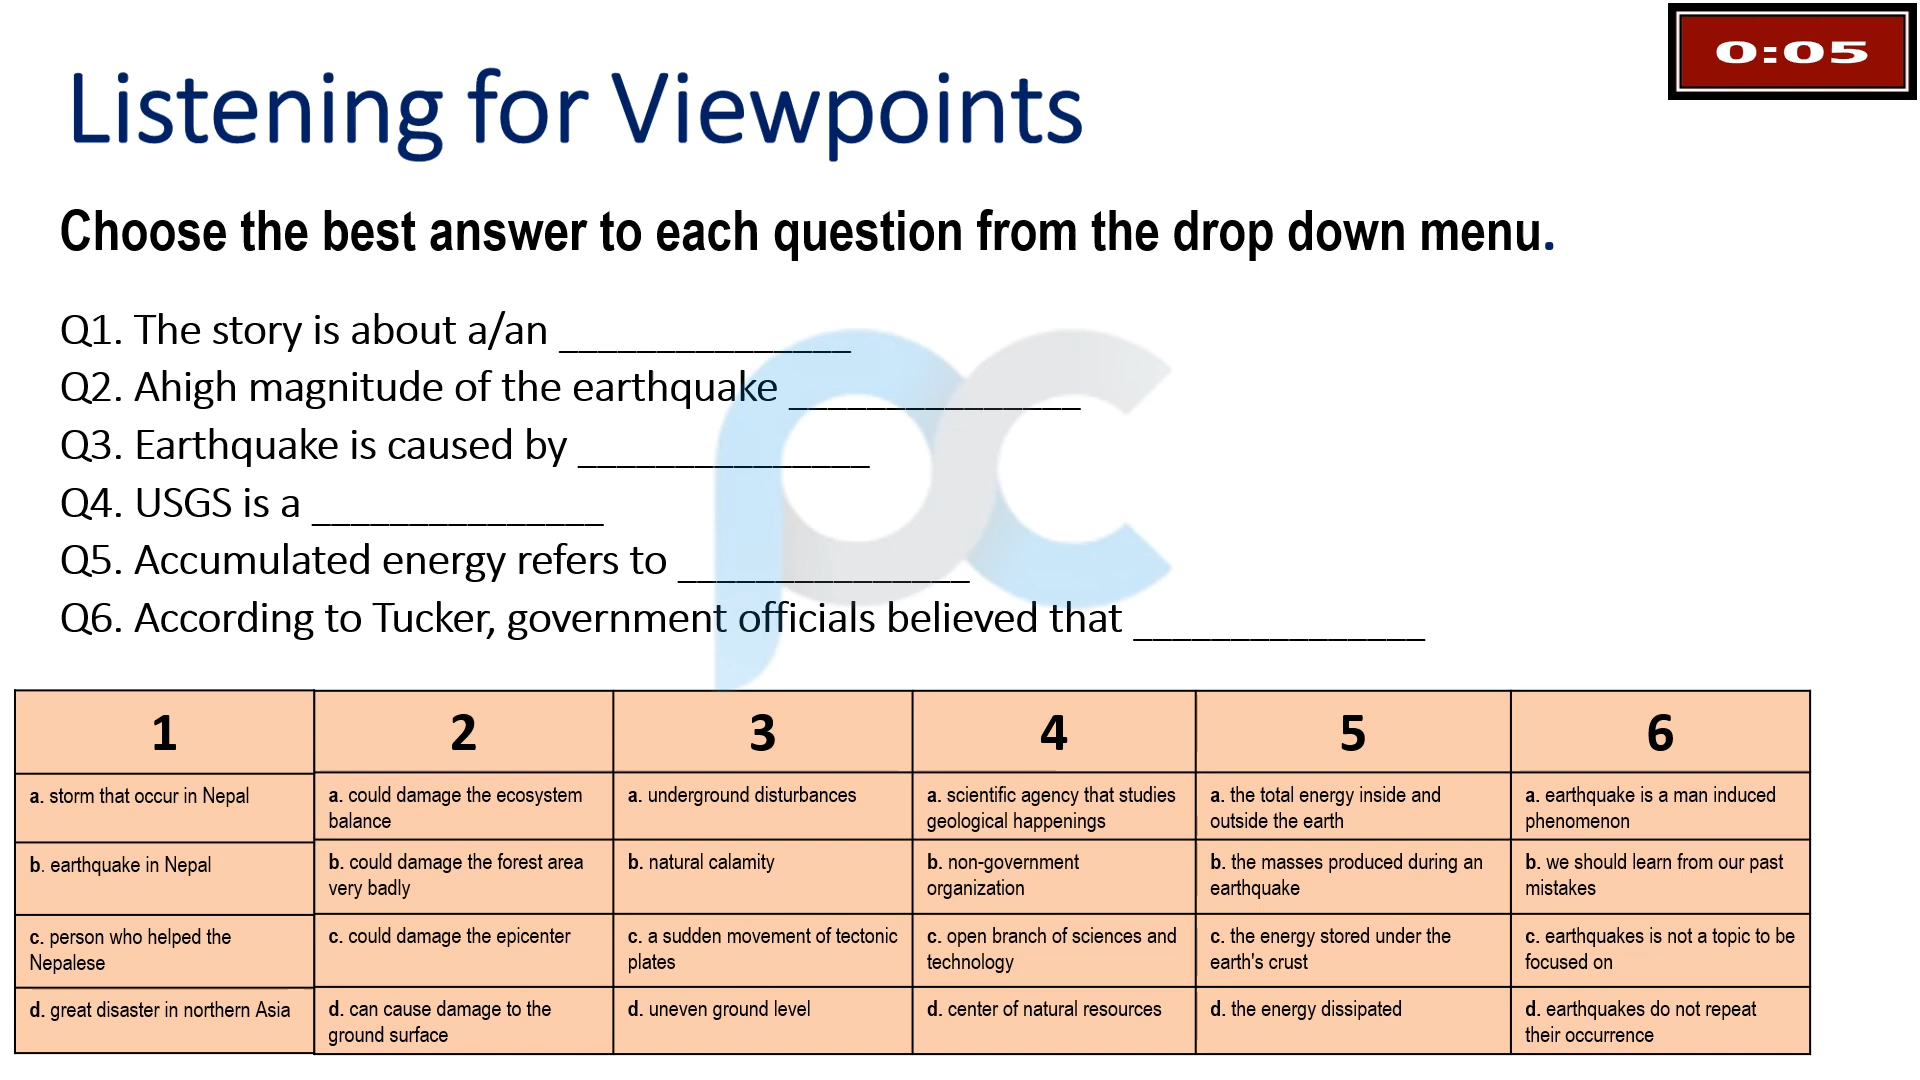 0:05
Listening for Viewpoints
Choose the best answer to each question from the drop down menu.
Q1. The story is about a/an _______________
Q2. Ahigh magnitude of the earthquake _______________
Q3. Earthquake is caused by _______________
Q4. USGS is a _______________
Q5. Accumulated energy refers to _______________
Q6. According to Tucker, government officials believed that _______________
1
2
3
4
5
6
a. storm that occur in Nepal
a. could damage the ecosystem
balance
a. underground disturbances
a. scientific agency that studies
geological happenings
a. the total energy inside and
outside the earth
a. earthquake is a man induced
phenomenon
b. earthquake in Nepal
b. could damage the forest area
very badly
b. natural calamity
b. non-government
organization
b. the masses produced during an
earthquake
b. we should learn from our past
mistakes
c. person who helped the
Nepalese
c. could damage the epicenter
c. a sudden movement of tectonic
plates
c. open branch of sciences and
technology
c. the energy stored under the
earth's crust
c. earthquakes is not a topic to be
focused on
d. great disaster in northern Asia
d. can cause damage to the
ground surface
d. uneven ground level
d. center of natural resources
d. the energy dissipated
d. earthquakes do not repeat
their occurrence